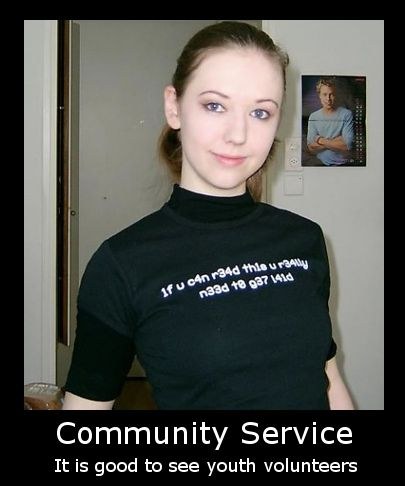 1f u c4n r34d th1s u r34lly
n33d t0 g37 l41d
Community Service
It is good to see youth volunteers